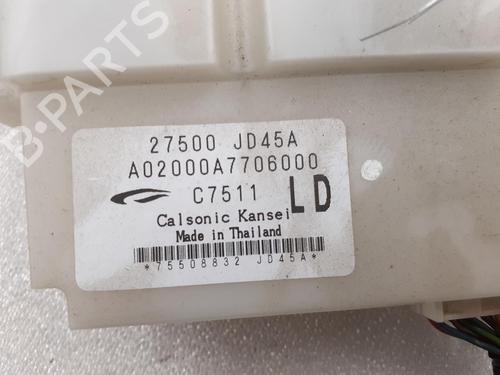 27500 JD45A
A02000A7706000
C7511 LD
Calsonic Kansei
Made in Thailand
*75508832 JD45A*
B-PARTS